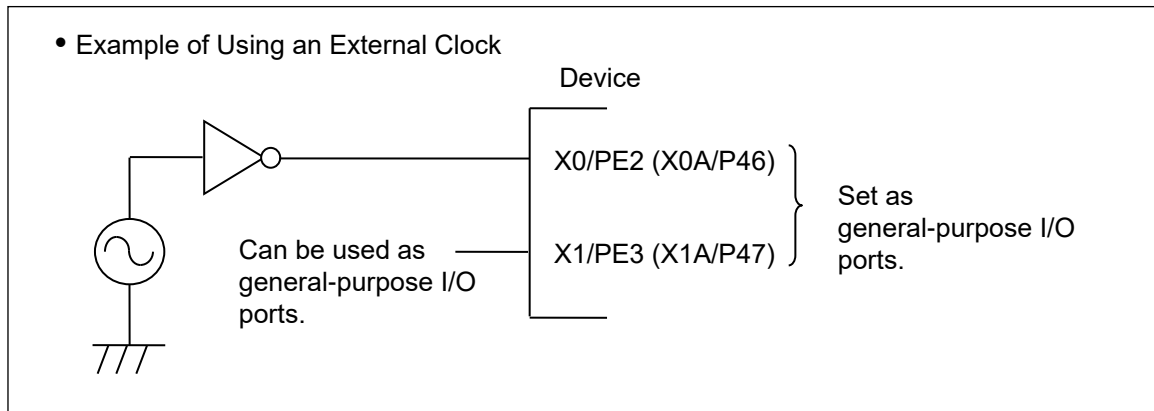 • Example of Using an External Clock
Device
X0/PE2 (X0A/P46)
X1/PE3 (X1A/P47)
Can be used as
general-purpose I/O
ports.
Set as
general-purpose I/O
ports.